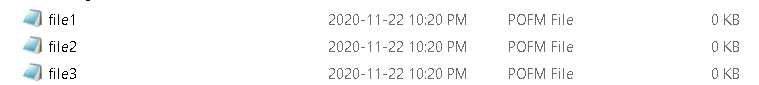 file1 2020-11-22 10:20 PM POFM File 0 KB
file2 2020-11-22 10:20 PM POFM File 0 KB
file3 2020-11-22 10:20 PM POFM File 0 KB